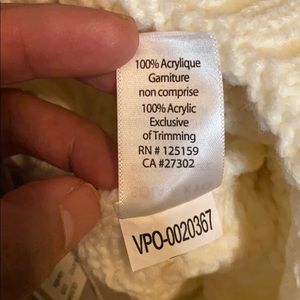 100% Acrylique
Garniture
non comprise
100% Acrylic
Exclusive
of Trimming
RN # 125159
CA #27302
VPO-0020367